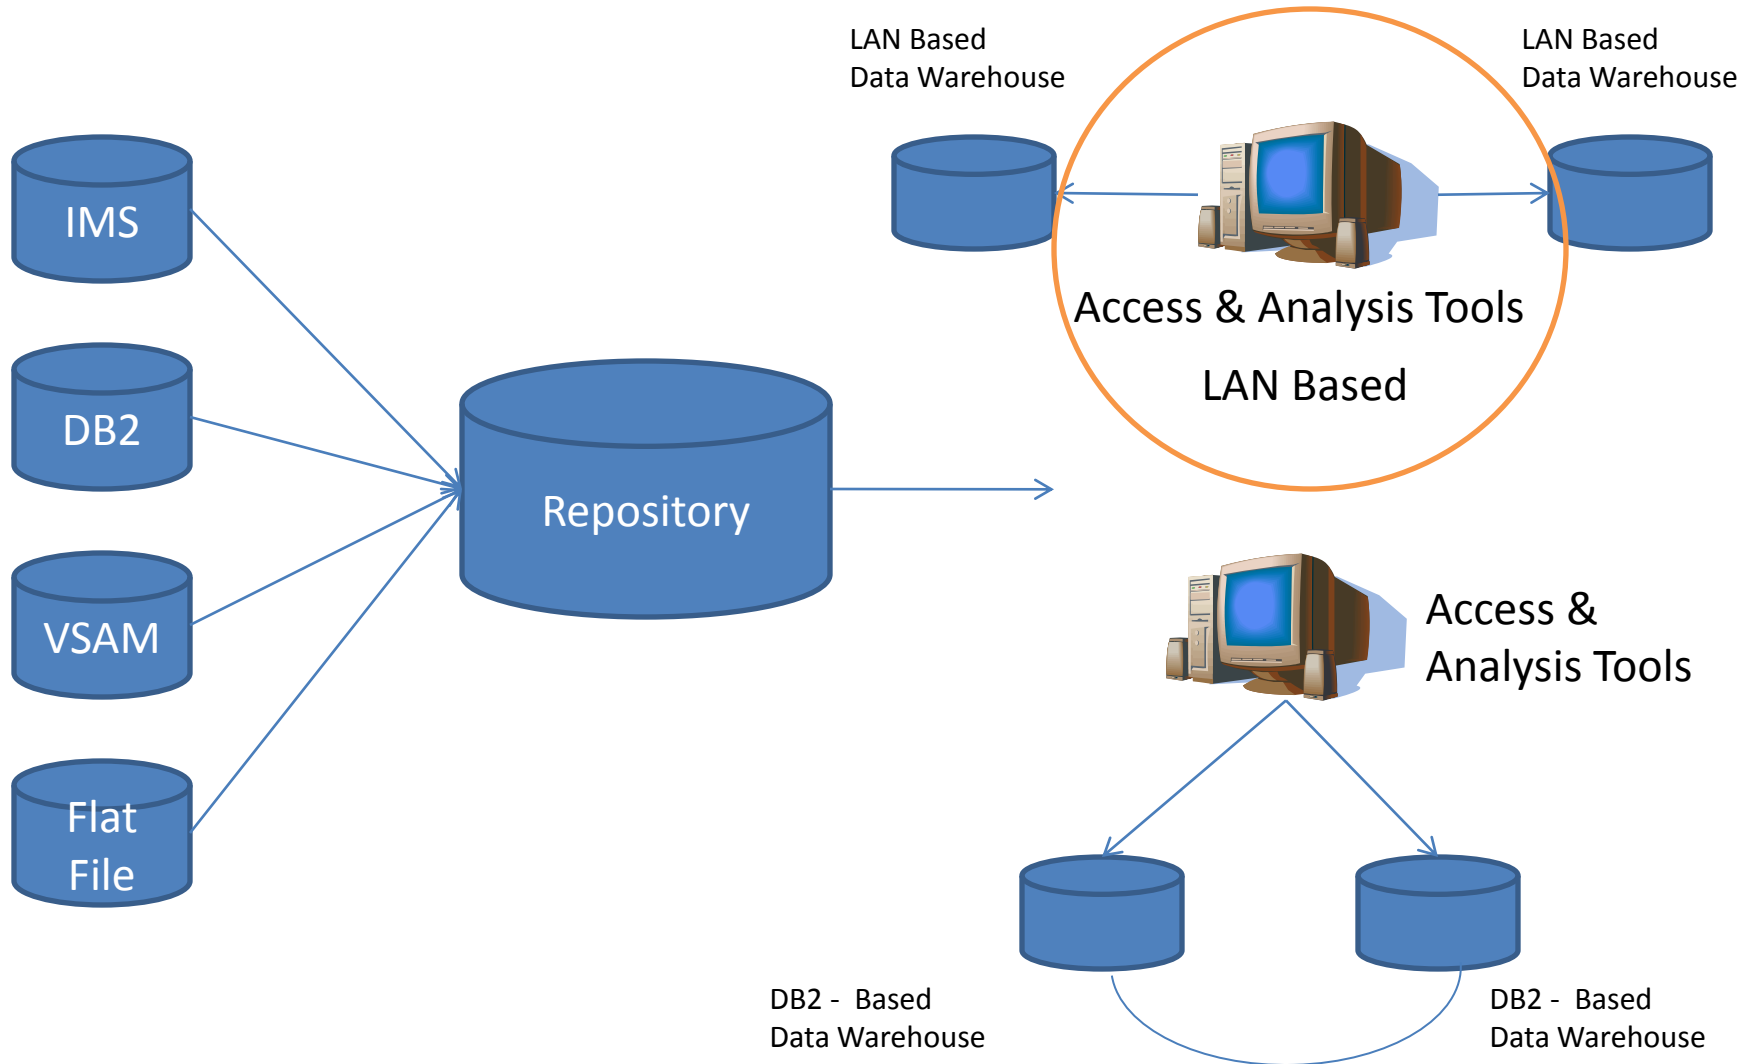 LAN Based
Data Warehouse
LAN Based
Data Warehouse
IMS
DB2
VSAM
Flat
File
Repository
Access & Analysis Tools
LAN Based
Access &
Analysis Tools
DB2 -  Based
Data Warehouse
DB2 -  Based
Data Warehouse